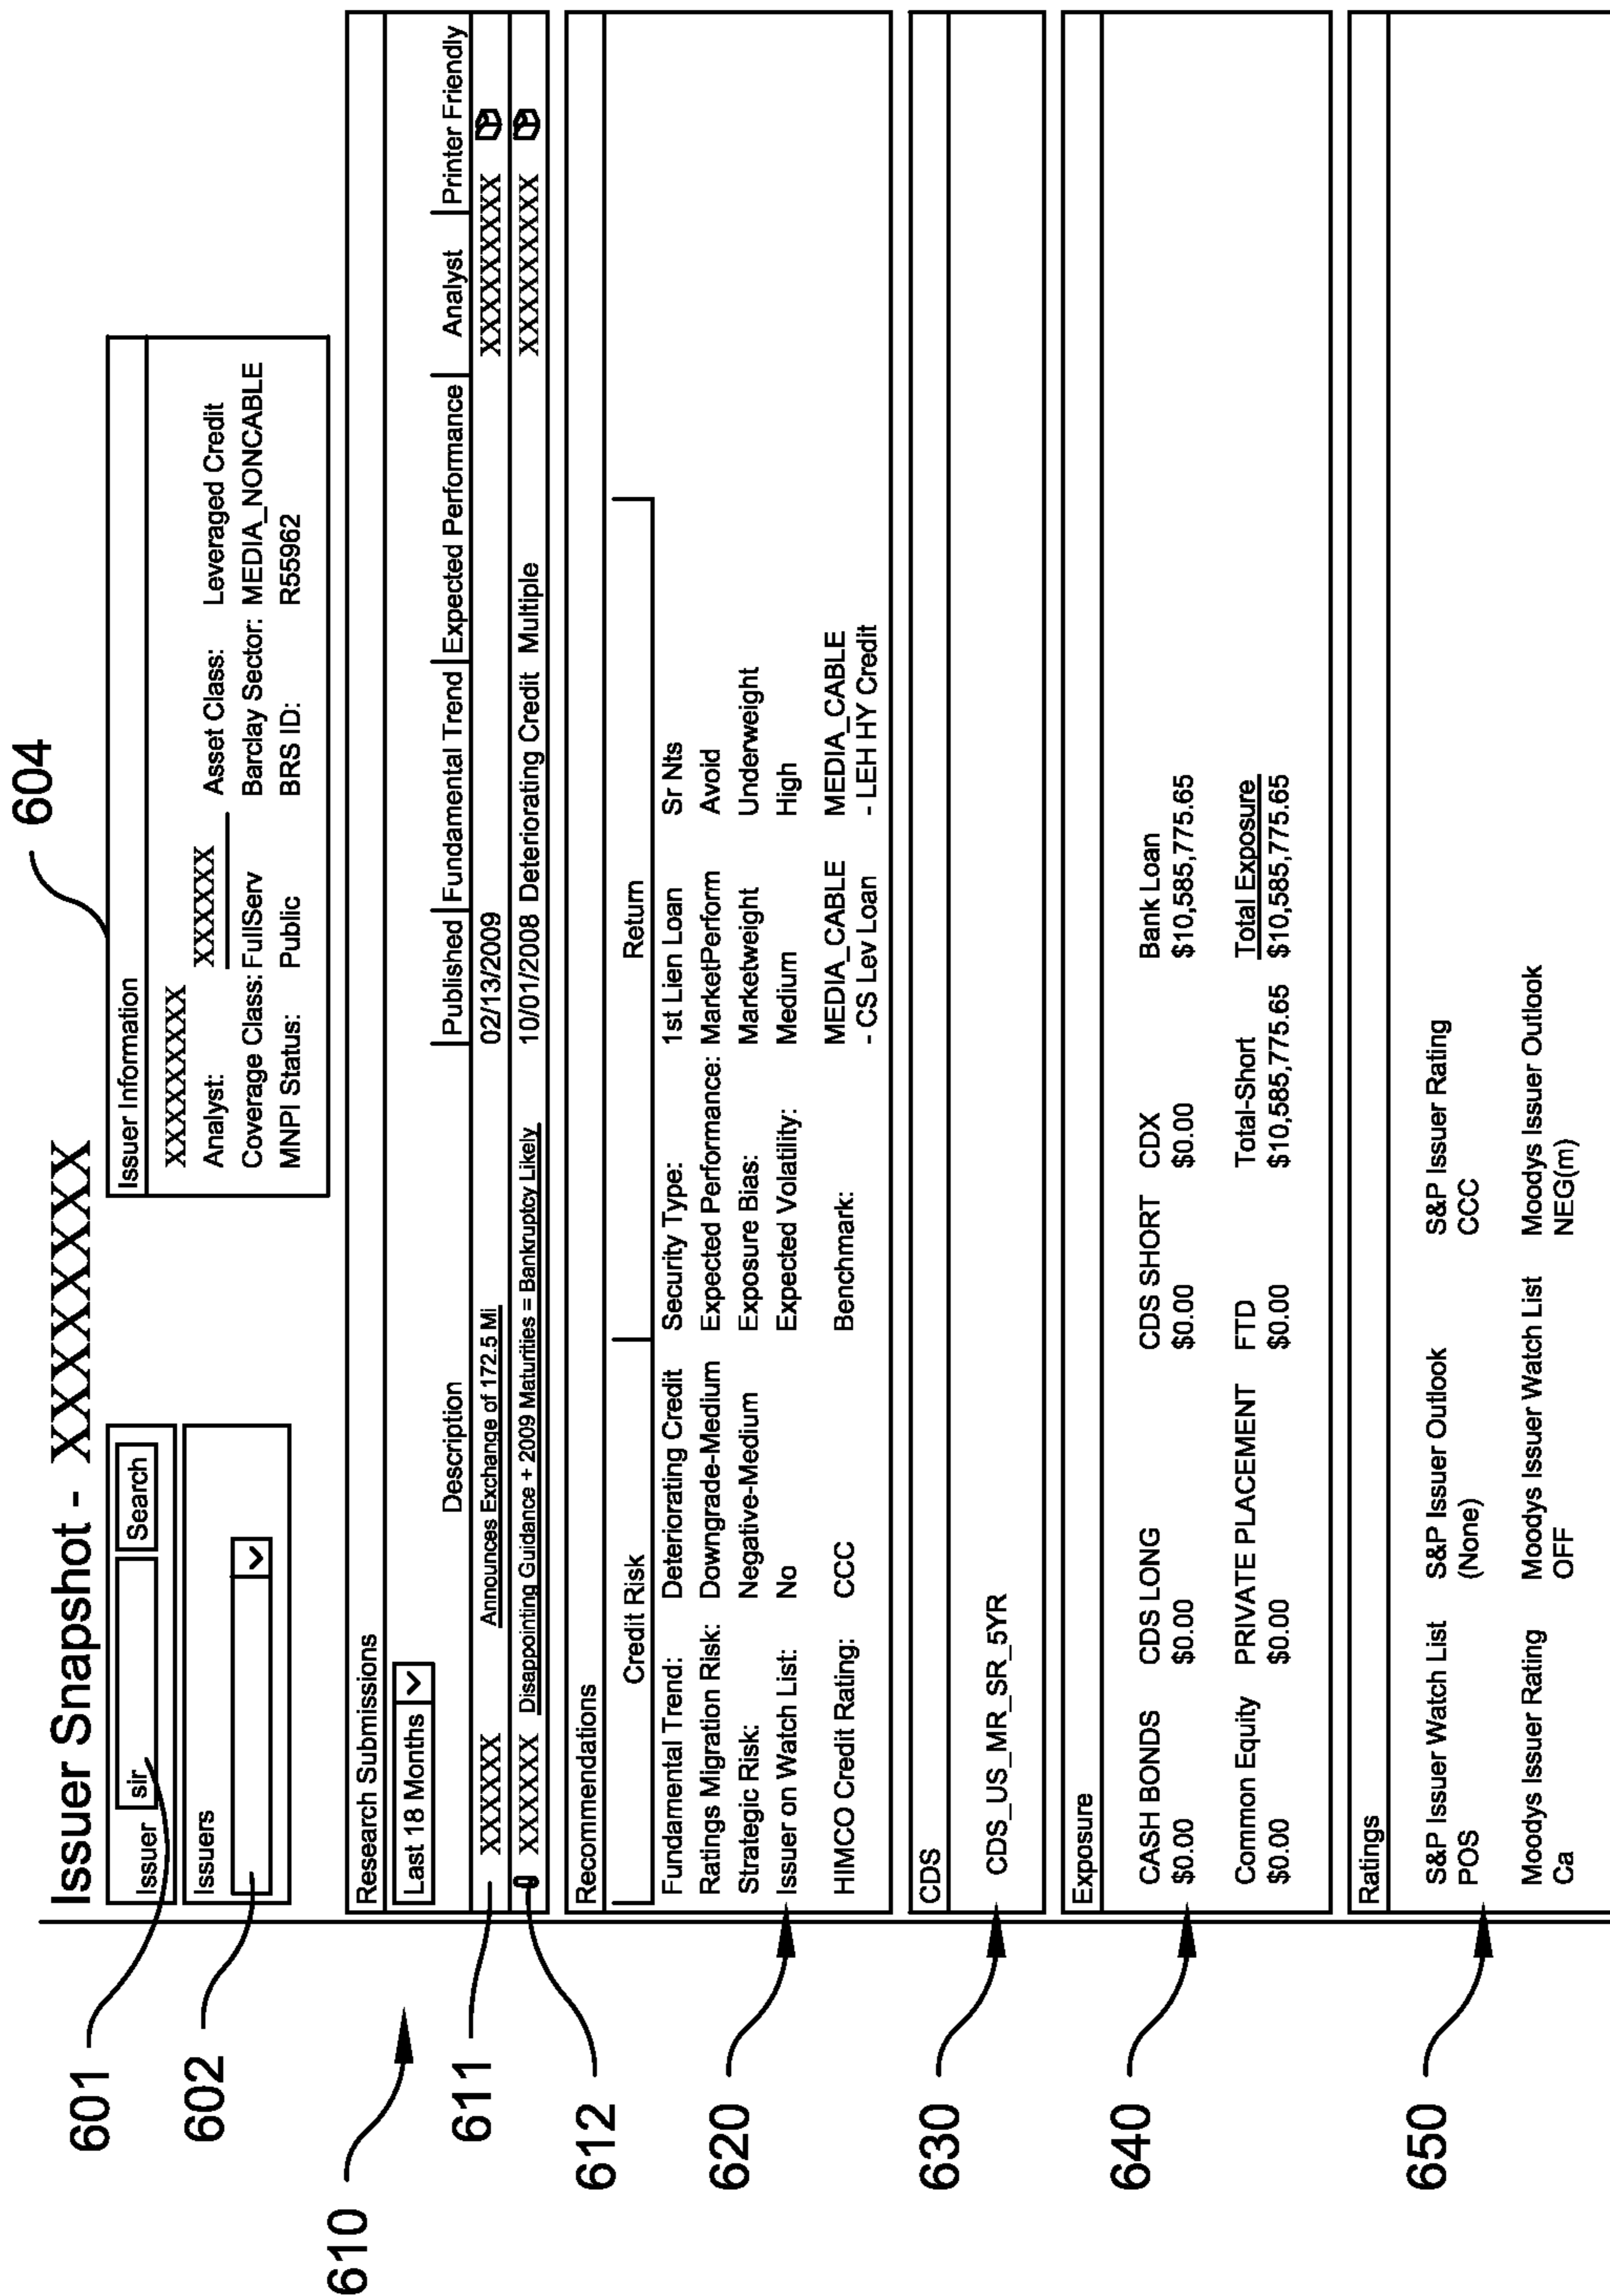 Issuer Snapshot - XXXXXXXXX
604
601
Issuer sir Search
602
Issuers
Issuer Information
XXXXXXXXX
Analyst: XXXXXX Asset Class: Leveraged Credit
Coverage Class: FullServ Barclay Sector: MEDIA_NONCABLE
MNPI Status: Public BRS ID: R55962
610
Research Submissions
Last 18 Months
Description Published Fundamental Trend Expected Performance Analyst Printer Friendly
611
XXXXXX Announces Exchange of 172.5 Mi 02/13/2009 XXXXXXXXX
612
XXXXXX Disappointing Guidance + 2009 Maturities = Bankruptcy Likely 10/01/2008 Deteriorating Credit Multiple XXXXXXXXX
620
Recommendations
Credit Risk Return
Fundamental Trend: Deteriorating Credit Security Type: 1st Lien Loan Sr Nts
Ratings Migration Risk: Downgrade-Medium Expected Performance: MarketPerform Avoid
Strategic Risk: Negative-Medium Exposure Bias: Marketweight Underweight
Issuer on Watch List: No Expected Volatility: Medium High
HIMCO Credit Rating: CCC Benchmark: MEDIA_CABLE MEDIA_CABLE
- CS Lev Loan - LEH HY Credit
630
CDS
CDS_US_MR_SR_5YR
640
Exposure
CASH BONDS CDS LONG CDS SHORT CDX Bank Loan
$0.00 $0.00 $0.00 $0.00 $10,585,775.65
Common Equity PRIVATE PLACEMENT FTD Total-Short Total Exposure
$0.00 $0.00 $0.00 $10,585,775.65 $10,585,775.65
650
Ratings
S&P Issuer Watch List S&P Issuer Outlook S&P Issuer Rating
POS (None) CCC
Moodys Issuer Rating Moodys Issuer Watch List Moodys Issuer Outlook
Ca OFF NEG(m)